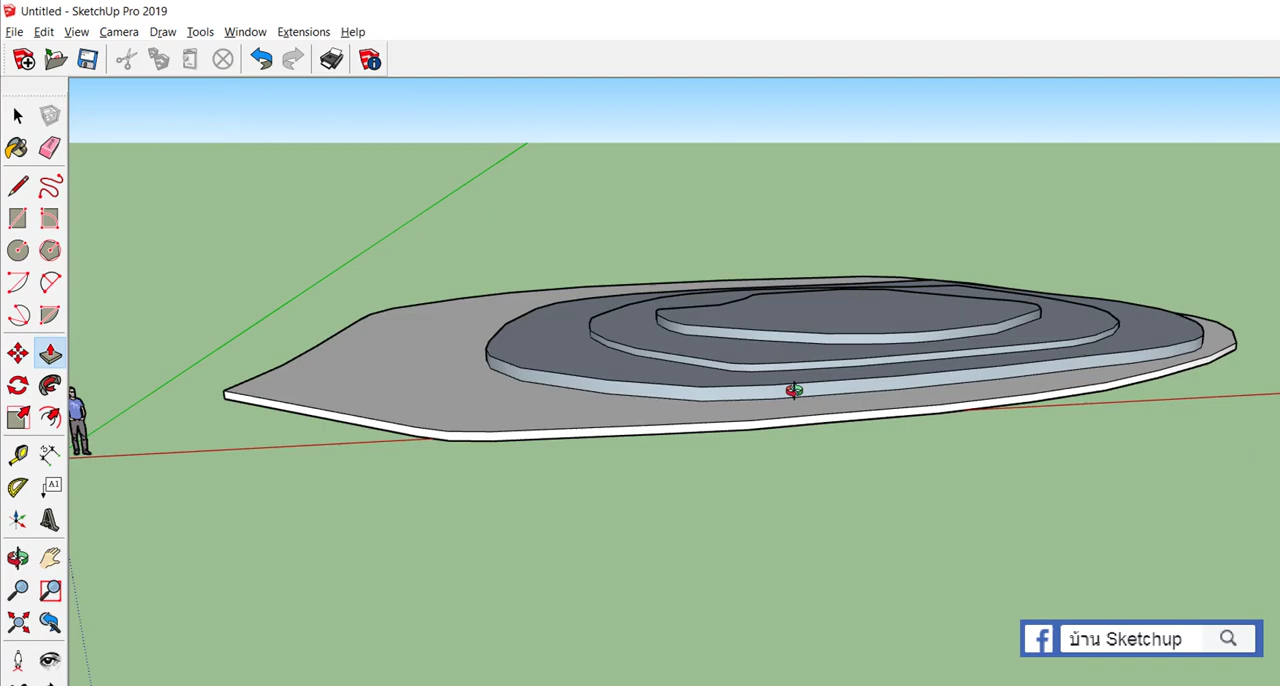 Untitled - SketchUp Pro 2019
File Edit View Camera Draw Tools Window Extensions Help
A1
บ้าน Sketchup